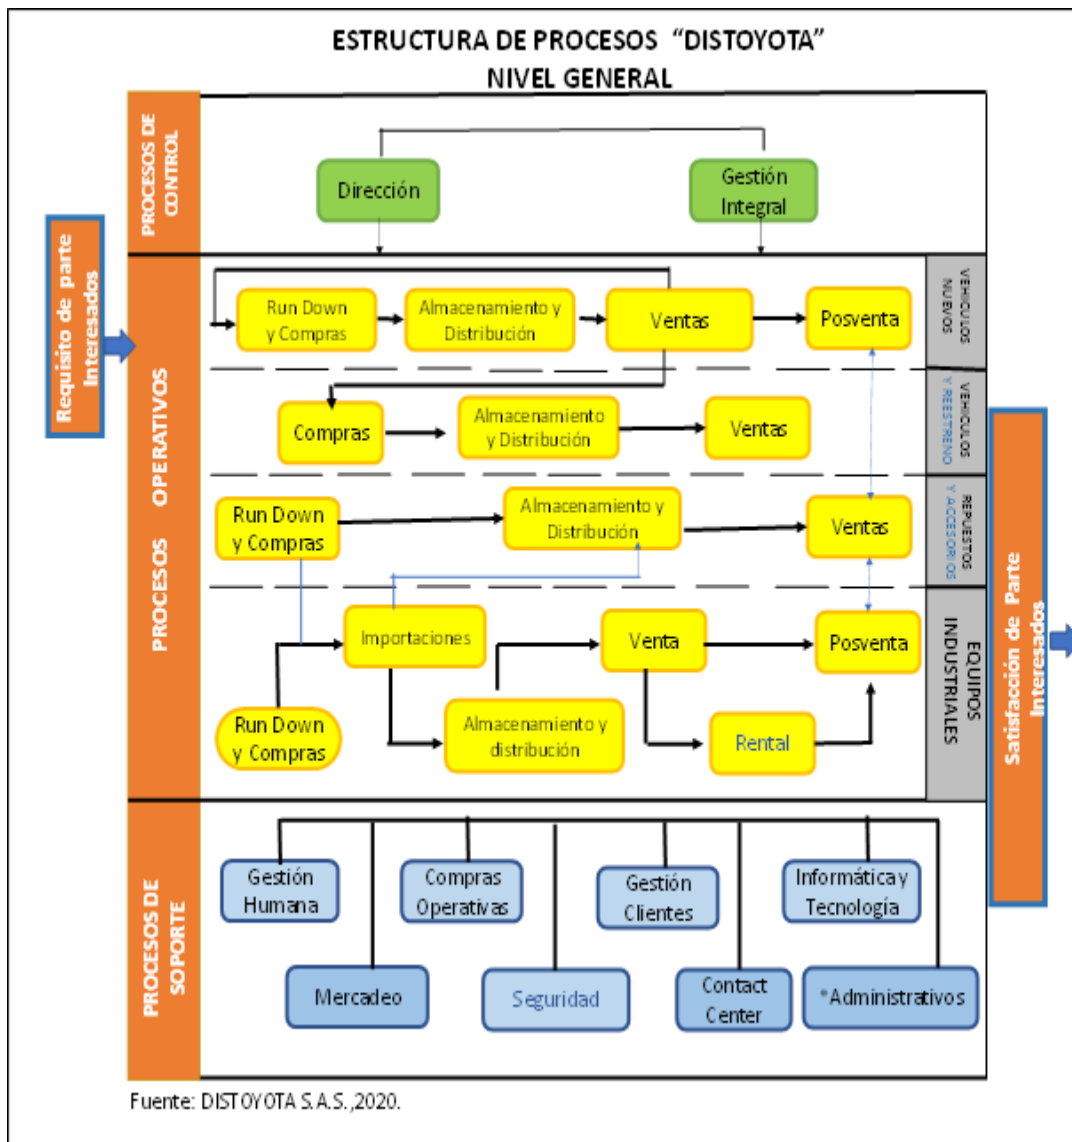 ESTRUCTURA DE PROCESOS “DISTOYOTA”
NIVEL GENERAL
PROCESOS DE
CONTROL
Dirección
Gestión
Integral
Requisito de parte
Interesados
PROCESOS OPERATIVOS
Run Down
y Compras
Almacenamiento y
Distribución
Ventas
Posventa
VEHICULOS
NUEVOS
Compras
Almacenamiento
y Distribución
Ventas
VEHICULOS
Y REESTRENO
Run Down
y Compras
Almacenamiento y
Distribución
Ventas
REPUESTOS
Y ACCESORIOS
Importaciones
Venta
Posventa
Run Down
y Compras
Almacenamiento y
distribución
Rental
EQUIPOS
INDUSTRIALES
Satisfacción de Parte
Interesados
PROCESOS DE
SOPORTE
Gestión
Humana
Compras
Operativas
Gestión
Clientes
Informática y
Tecnología
Mercadeo
Seguridad
Contact
Center
*Administrativos
Fuente: DISTOYOTA S.A.S.,2020.